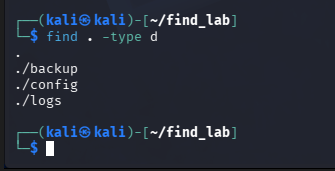 ┌──(kali㉿kali)-[~/find_lab]
└─$ find . -type d
.
./backup
./config
./logs
┌──(kali㉿kali)-[~/find_lab]
└─$